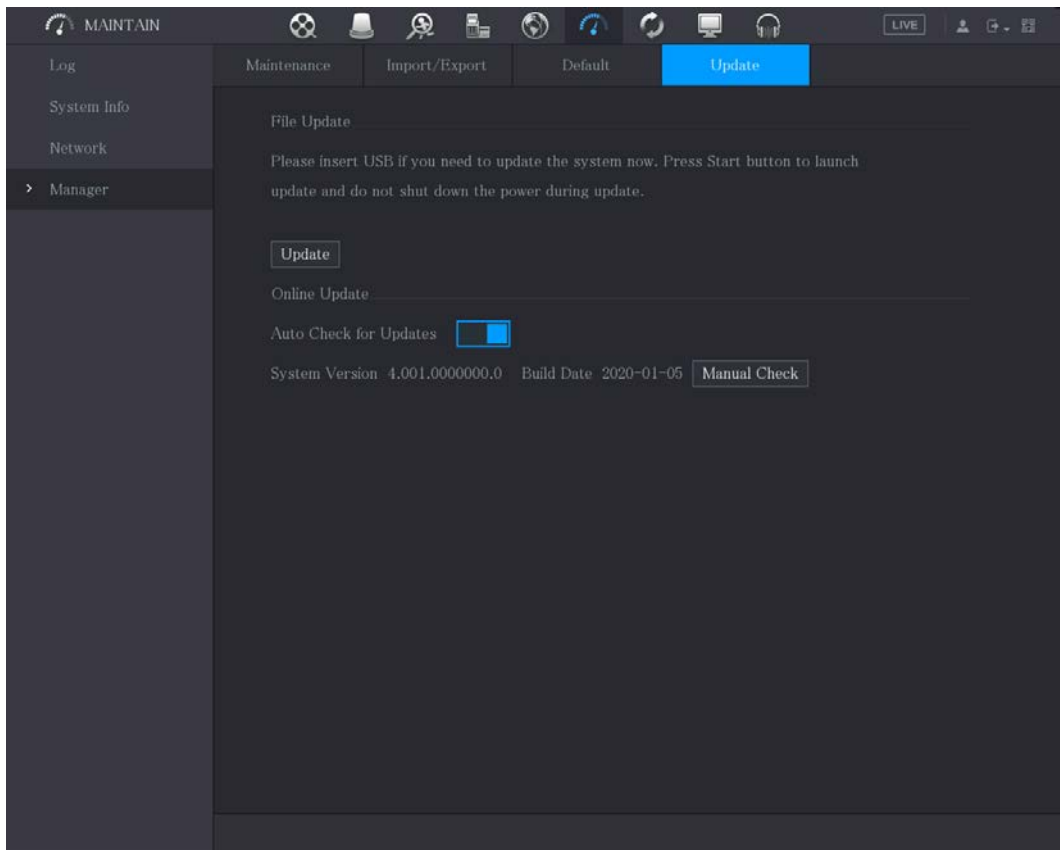 MAINTAIN
LIVE
Log
System Info
Network
Manager
Maintenance
Import/Export
Default
Update
File Update
Please insert USB if you need to update the system now. Press Start button to launch
update and do not shut down the power during update.
Update
Online Update
Auto Check for Updates
System Version 4.001.0000000.0 Build Date 2020-01-05 Manual Check